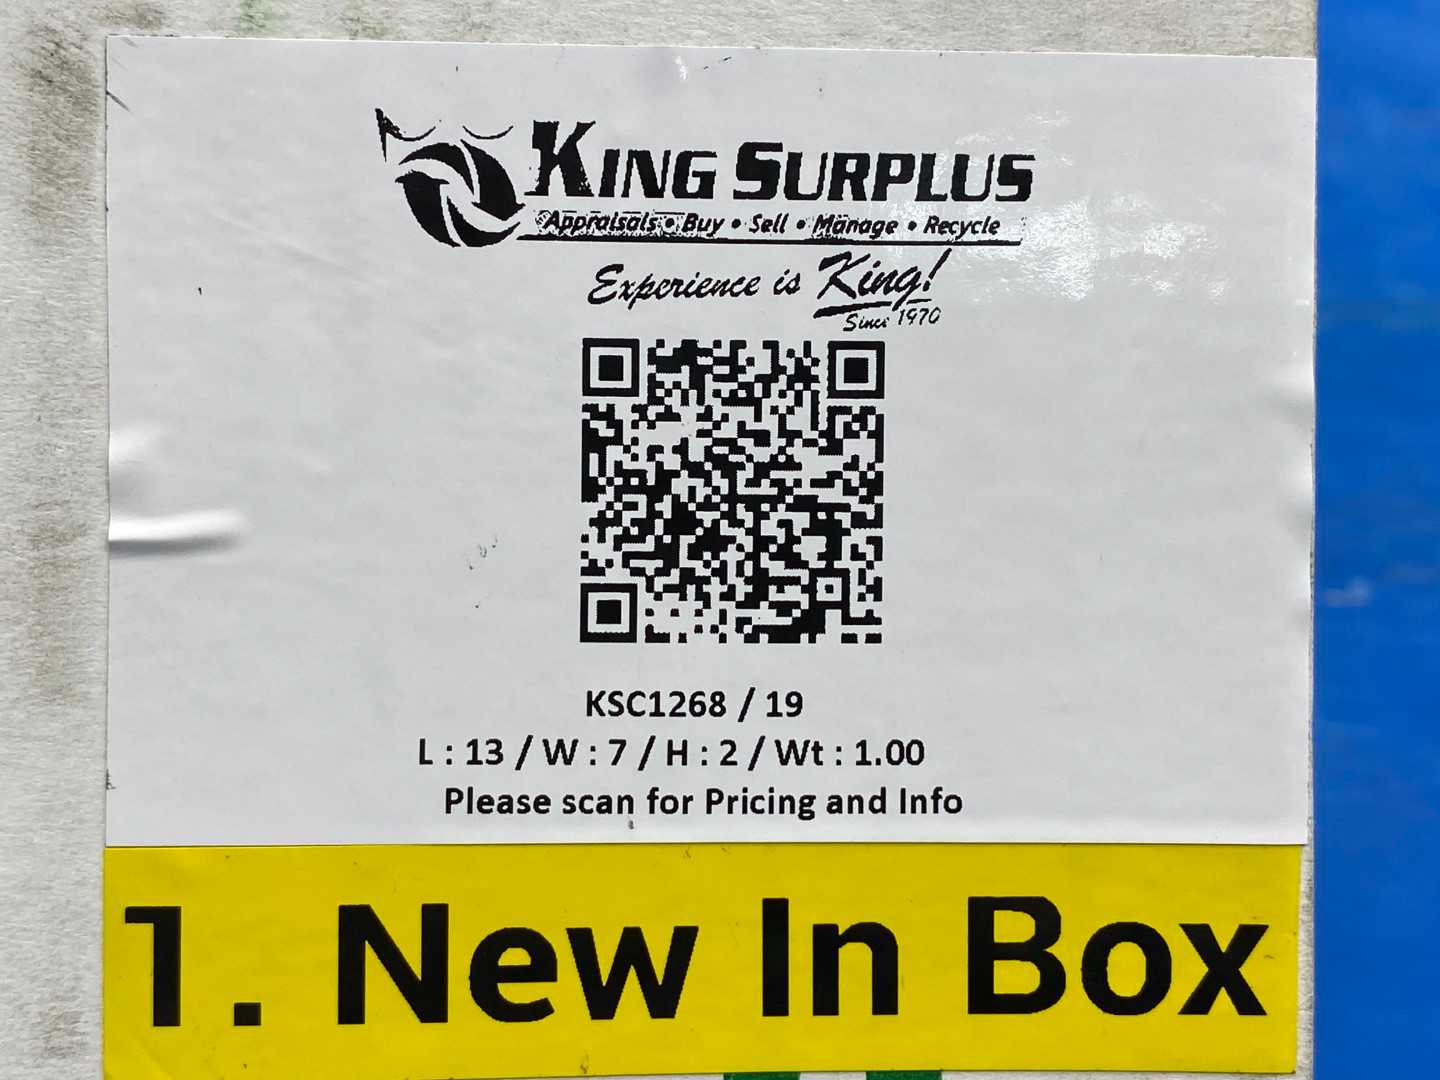 KING SURPLUS
Appraisals • Buy • Sell • Manage • Recycle
Experience is King!
Since 1970
KSC1268 / 19
L : 13 / W : 7 / H : 2 / Wt : 1.00
Please scan for Pricing and Info
1. New In Box